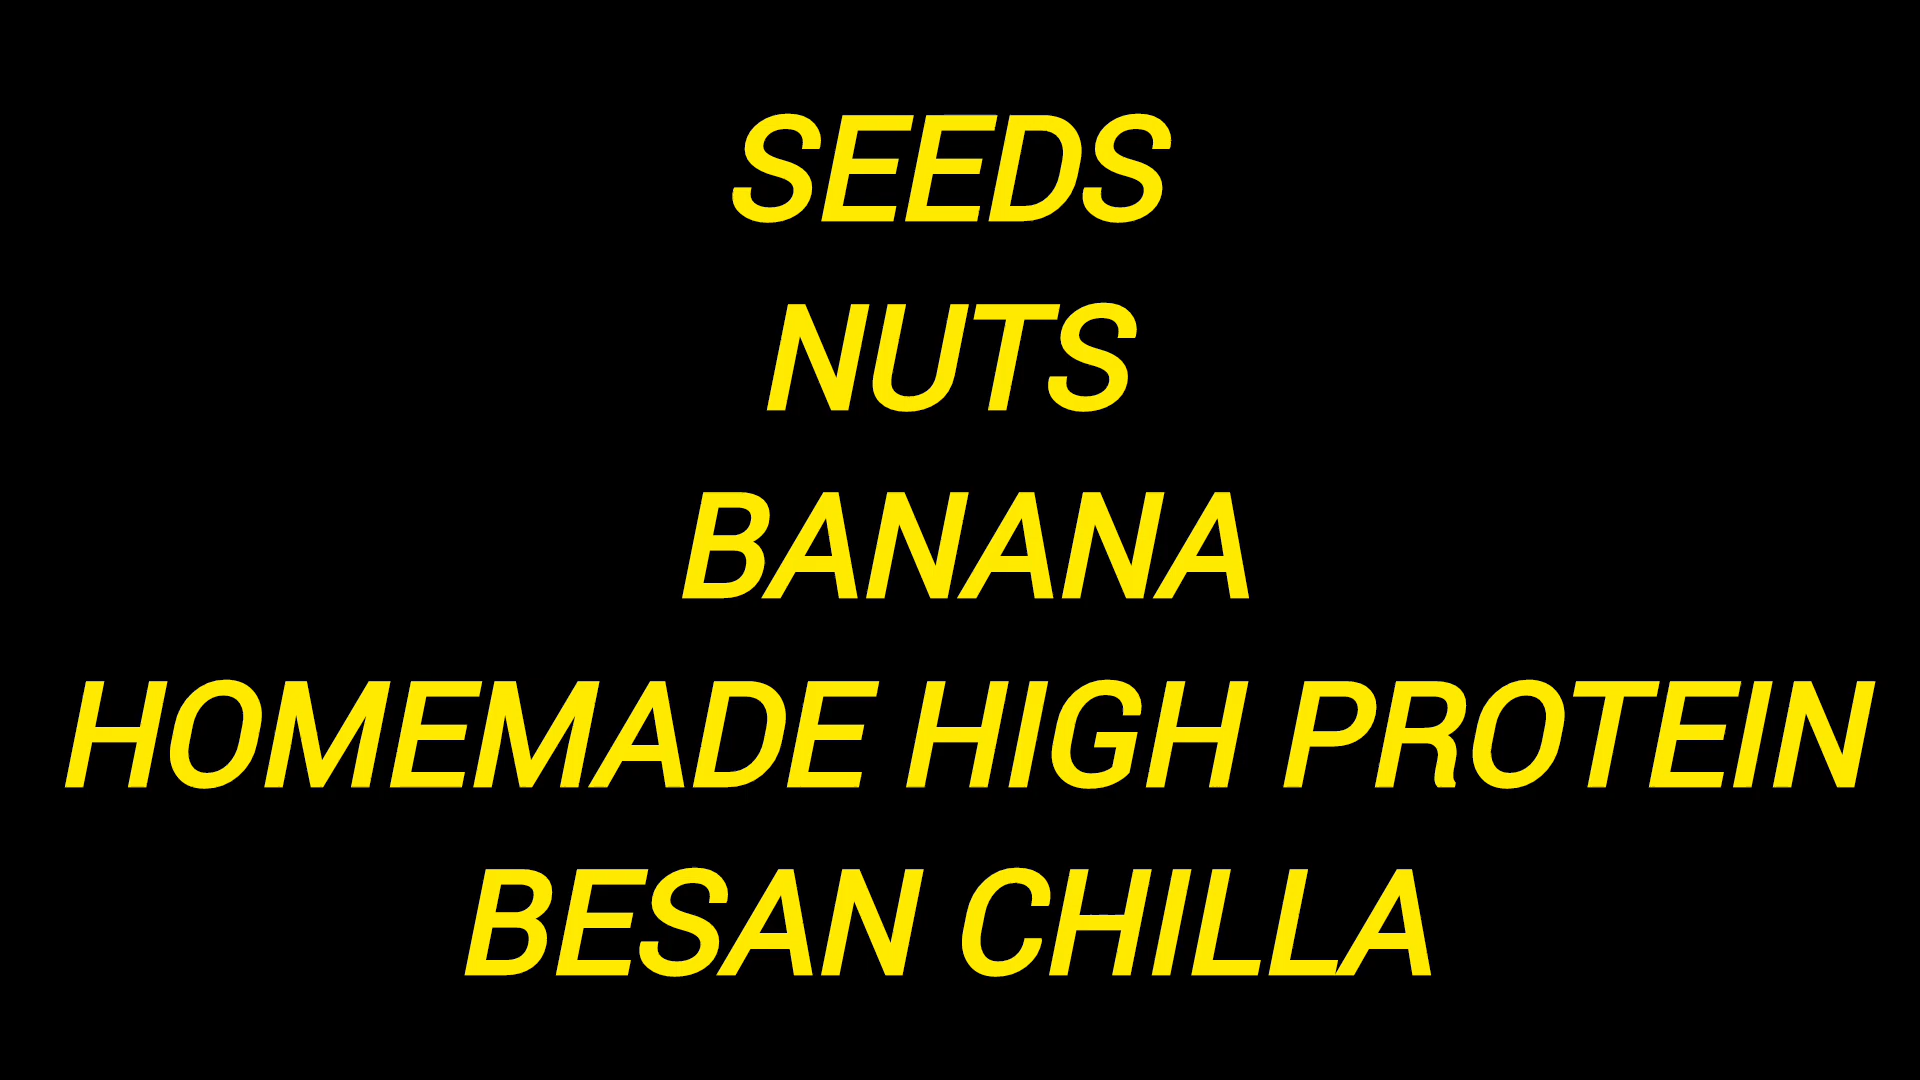 SEEDS
NUTS
BANANA
HOMEMADE HIGH PROTEIN
BESAN CHILLA